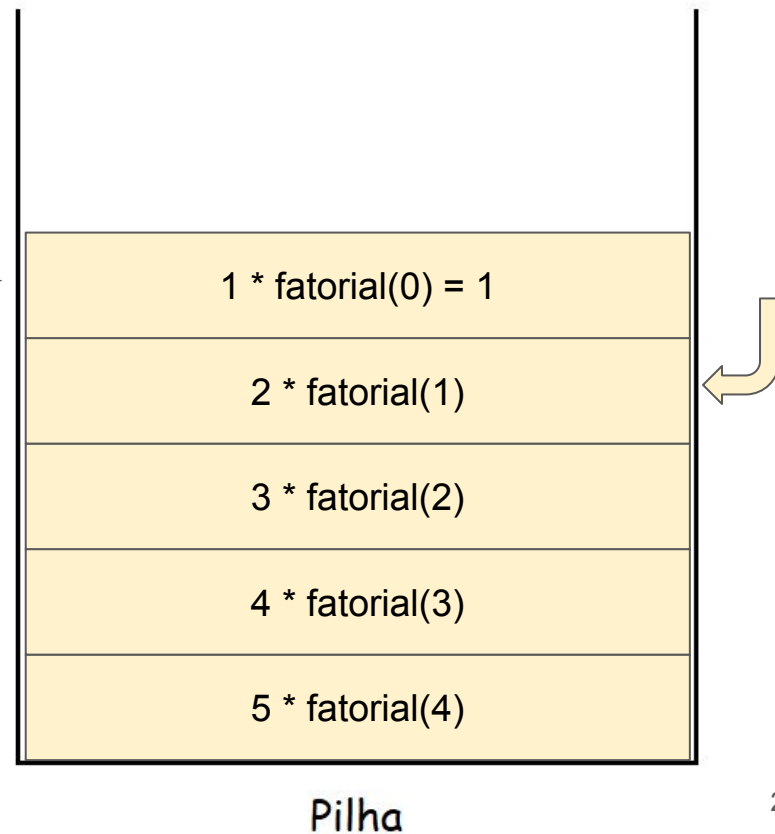 1 * fatorial(0) = 1
2 * fatorial(1)
3 * fatorial(2)
4 * fatorial(3)
5 * fatorial(4)
Pilha